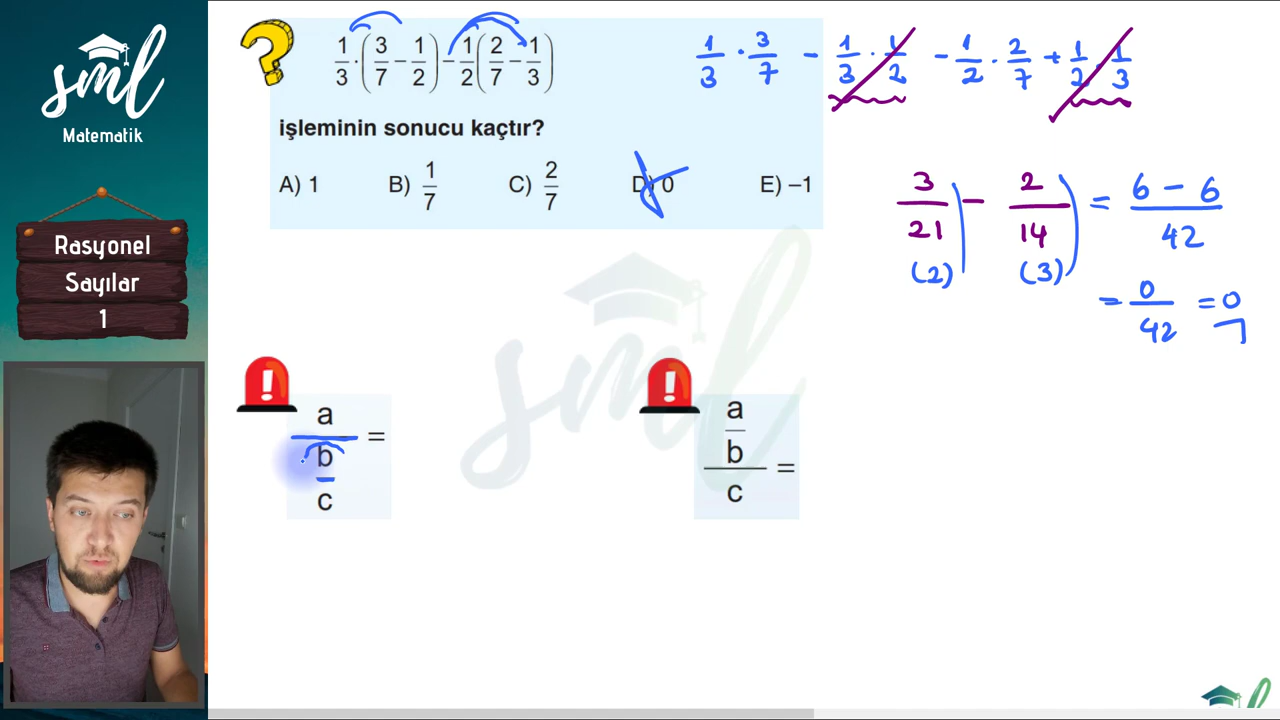 sml
Matematik
Rasyonel
Sayılar
1
1/3 · (3/7 − 1/2) − 1/2 (2/7 − 1/3)
işleminin sonucu kaçtır?
A) 1 B) 1/7 C) 2/7 D) 0 E) –1
1/3 · 3/7 − 1/3 · 1/2 − 1/2 · 2/7 + 1/2 · 1/3
3/21 − 2/14 = 6 − 6/42
(2) (3)
= 0/42 = 0
a
b
c
=
a
b
c
=
sml